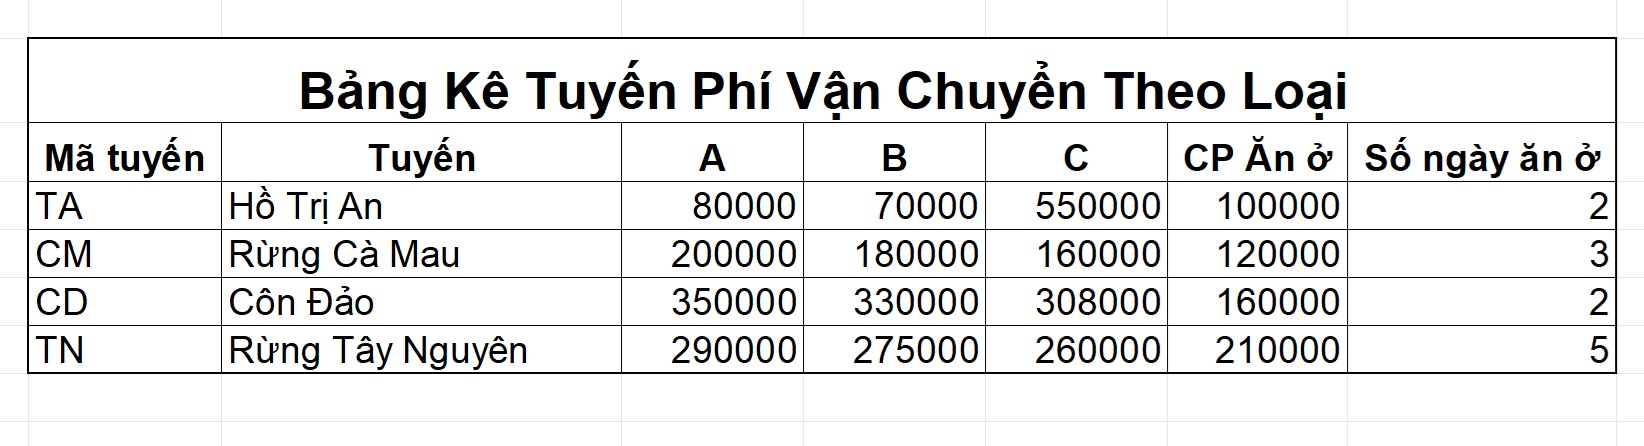 Bảng Kê Tuyến Phí Vận Chuyển Theo Loại
Mã tuyến Tuyến A B C CP Ăn ở Số ngày ăn ở
TA Hồ Trị An 80000 70000 550000 100000 2
CM Rừng Cà Mau 200000 180000 160000 120000 3
CD Côn Đảo 350000 330000 308000 160000 2
TN Rừng Tây Nguyên 290000 275000 260000 210000 5